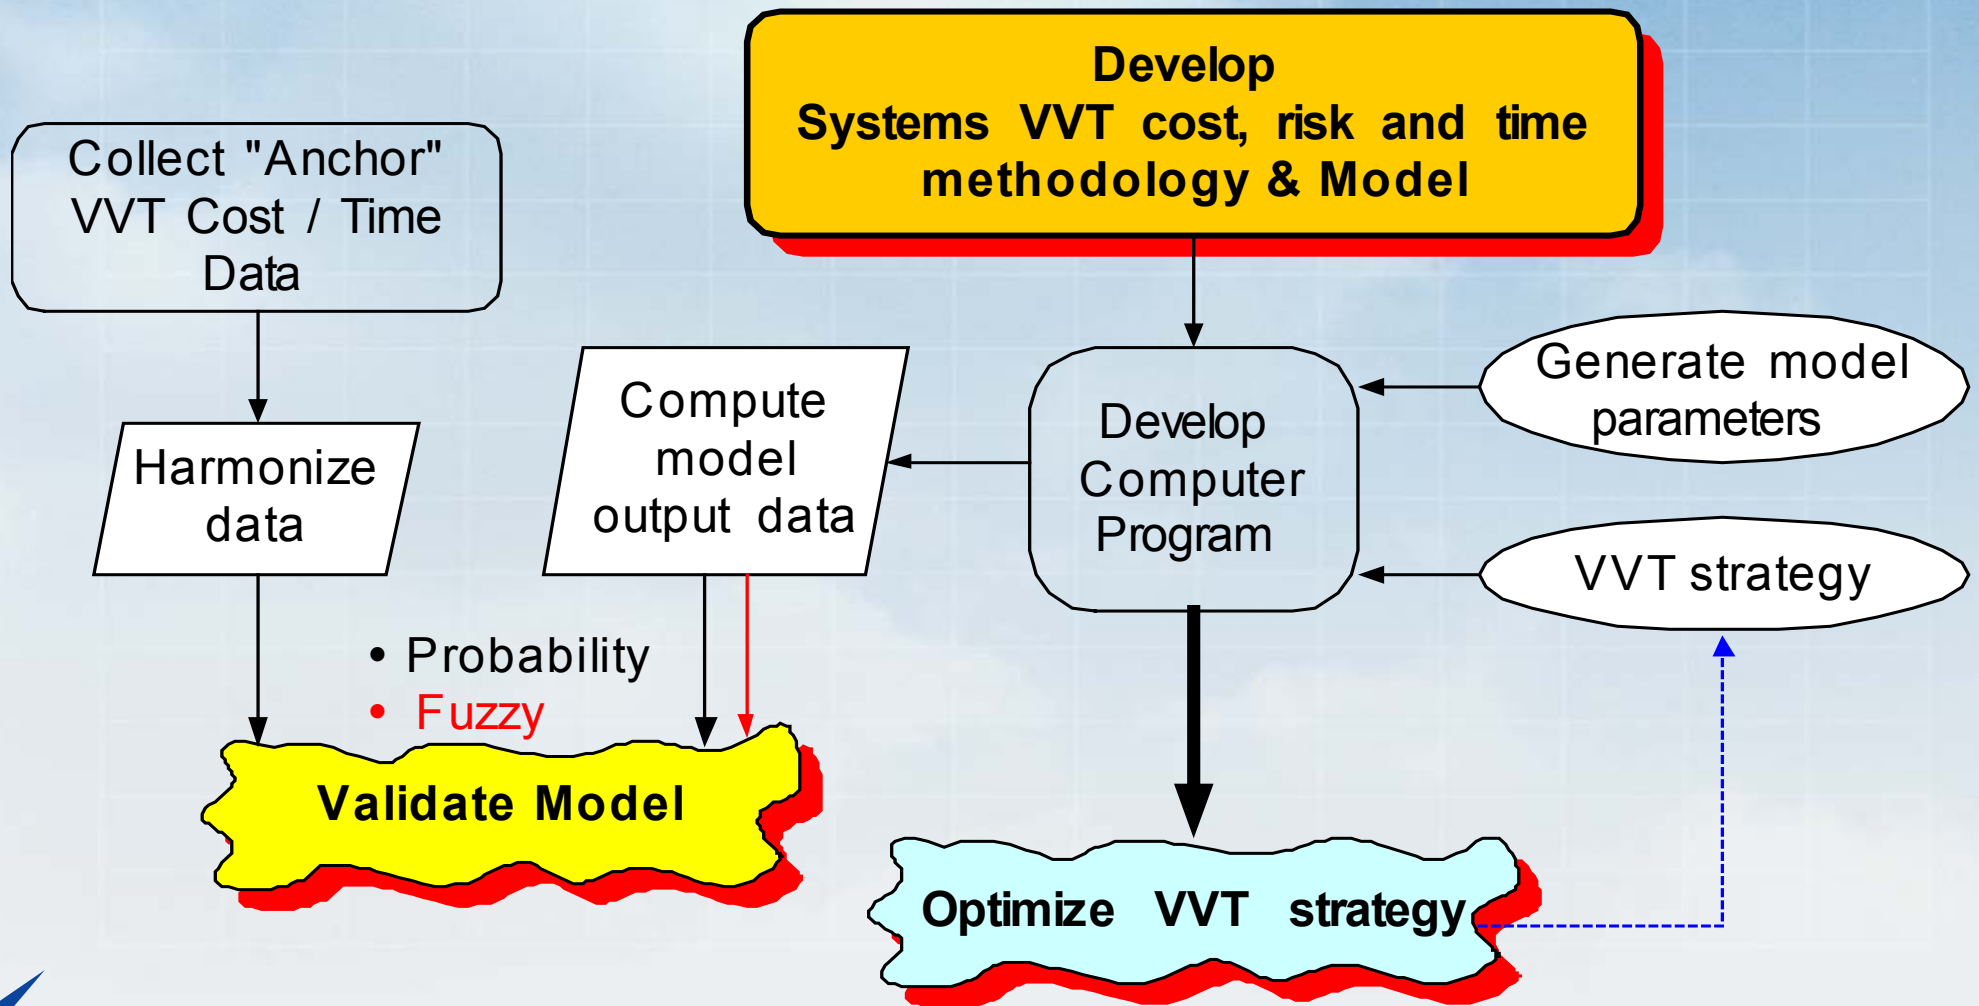 Develop
Systems VVT cost, risk and time
methodology & Model
Collect "Anchor"
VVT Cost / Time
Data
Generate model
parameters
Compute
model
output data
Develop
Computer
Program
Harmonize
data
VVT strategy
• Probability
• Fuzzy
Validate Model
Optimize VVT strategy